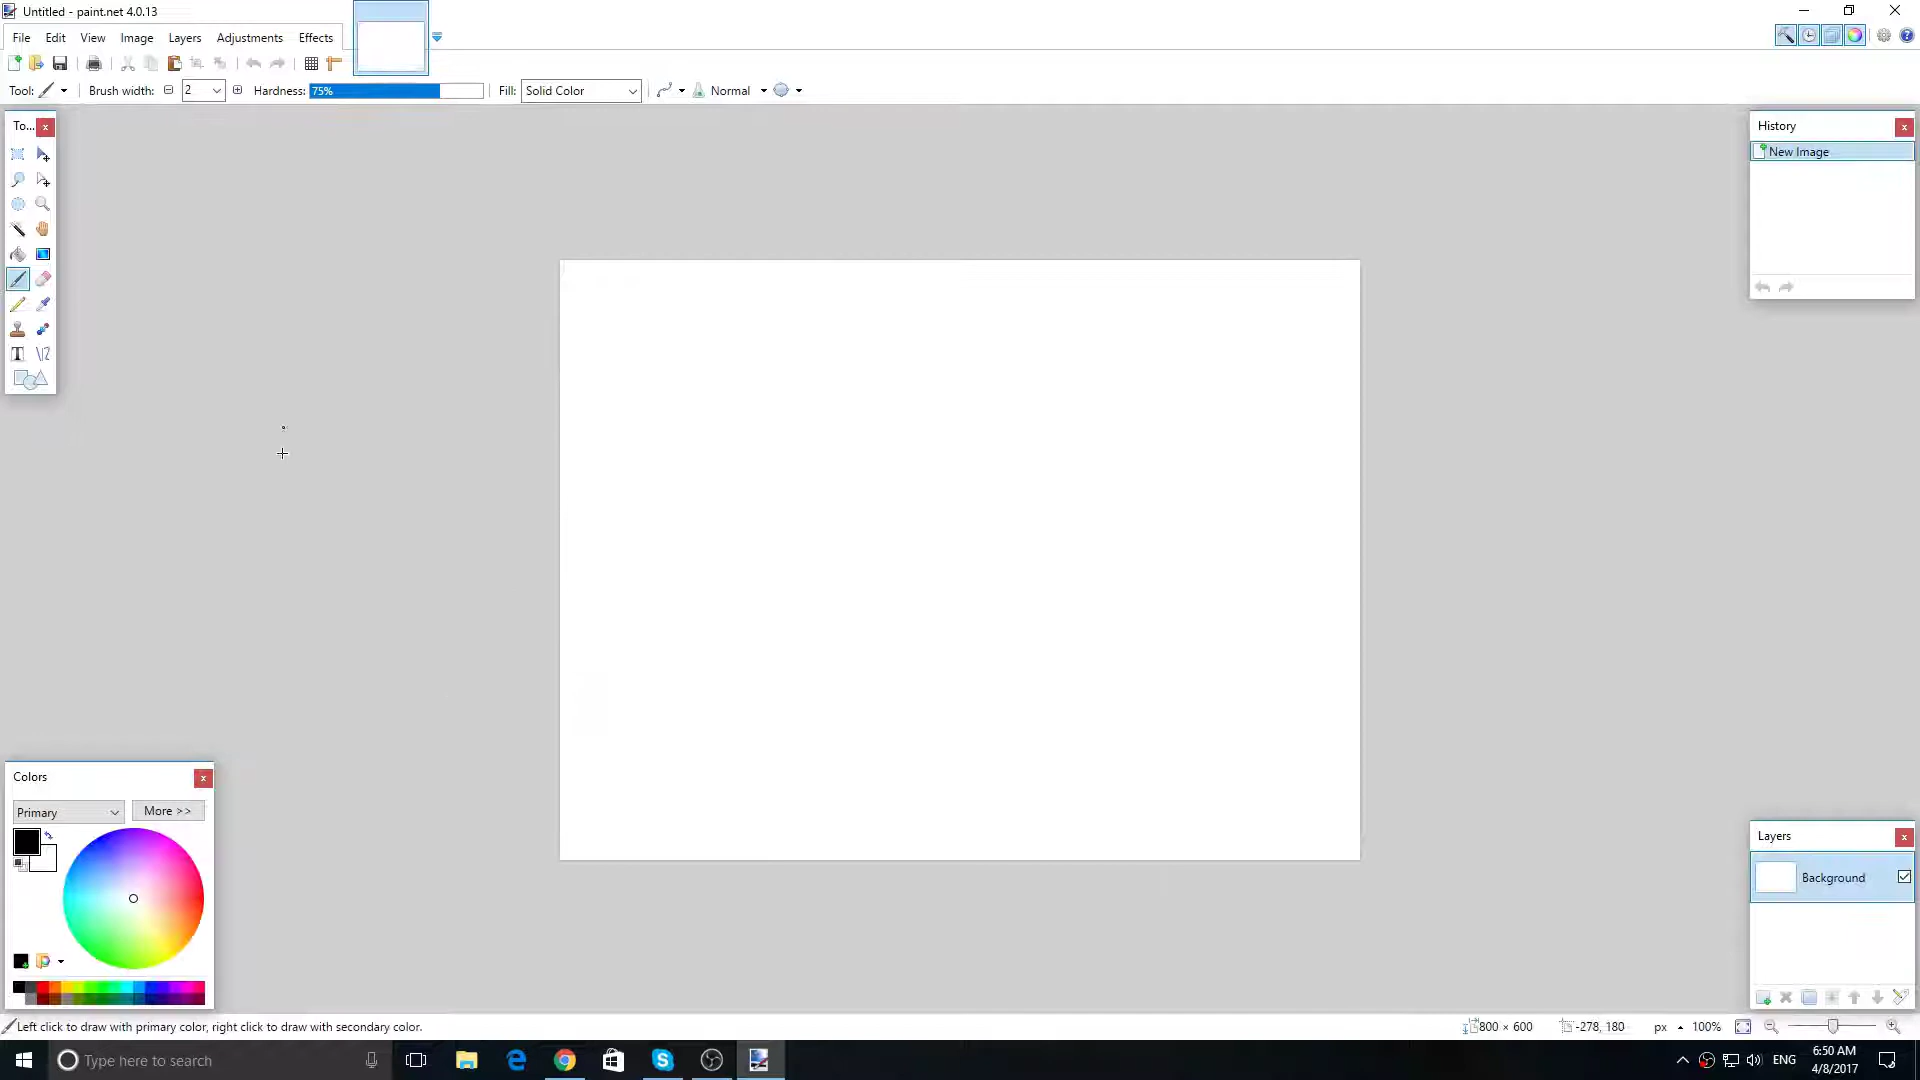 Untitled - paint.net 4.0.13
File Edit View Image Layers Adjustments Effects
Tool: Brush width: 2 Hardness: 75% Fill: Solid Color Normal
To...
History
New Image
Colors
Primary More >>
Layers
Background
Left click to draw with primary color, right click to draw with secondary color.
800 × 600 -278, 180 px 100%
Type here to search
ENG
6:50 AM
4/8/2017